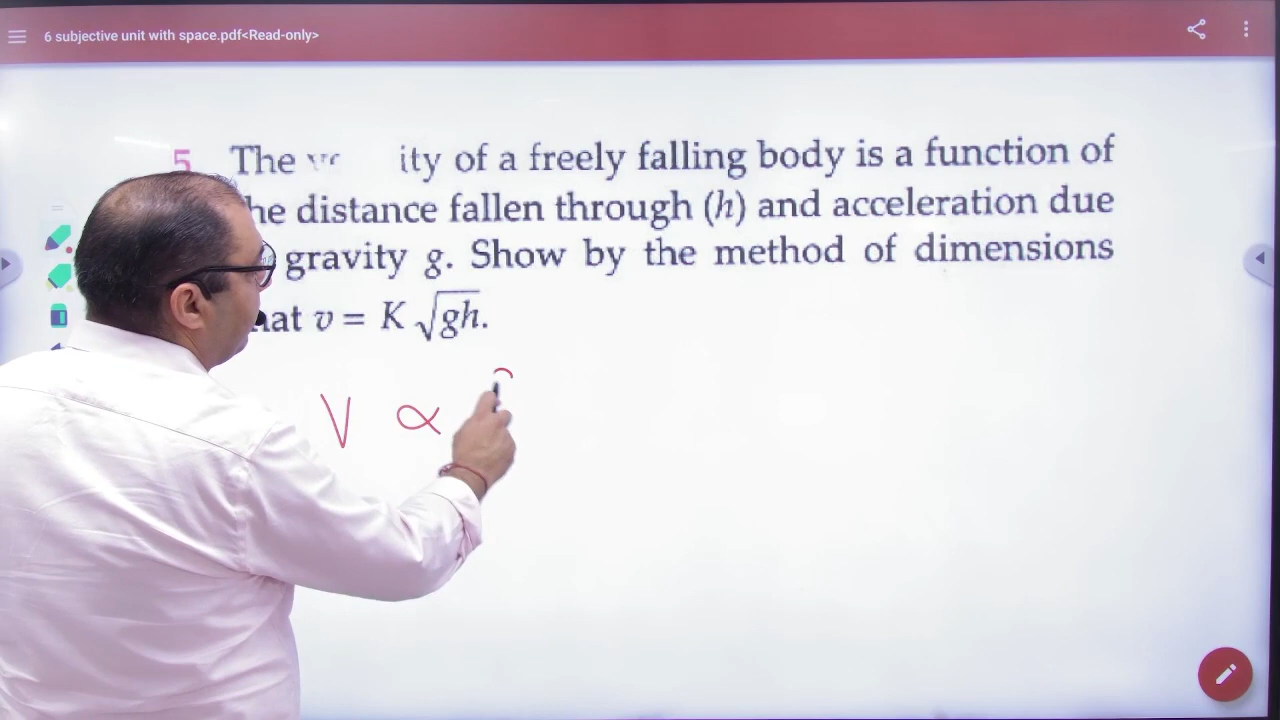 6 subjective unit with space.pdf<Read-only>
5 The ity of a freely falling body is a function of
he distance fallen through (h) and acceleration due
gravity g. Show by the method of dimensions
hat v = K √gh.
V ∝